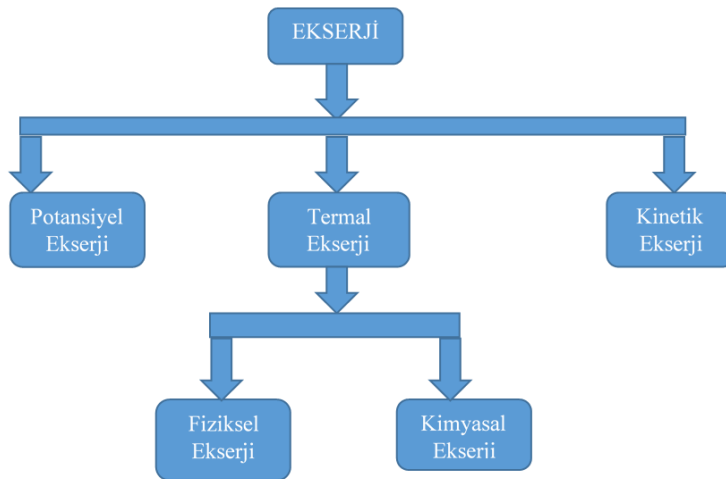 EKSERJİ
Potansiyel
Ekserji
Termal
Ekserji
Kinetik
Ekserji
Fiziksel
Ekserji
Kimyasal
Ekserii